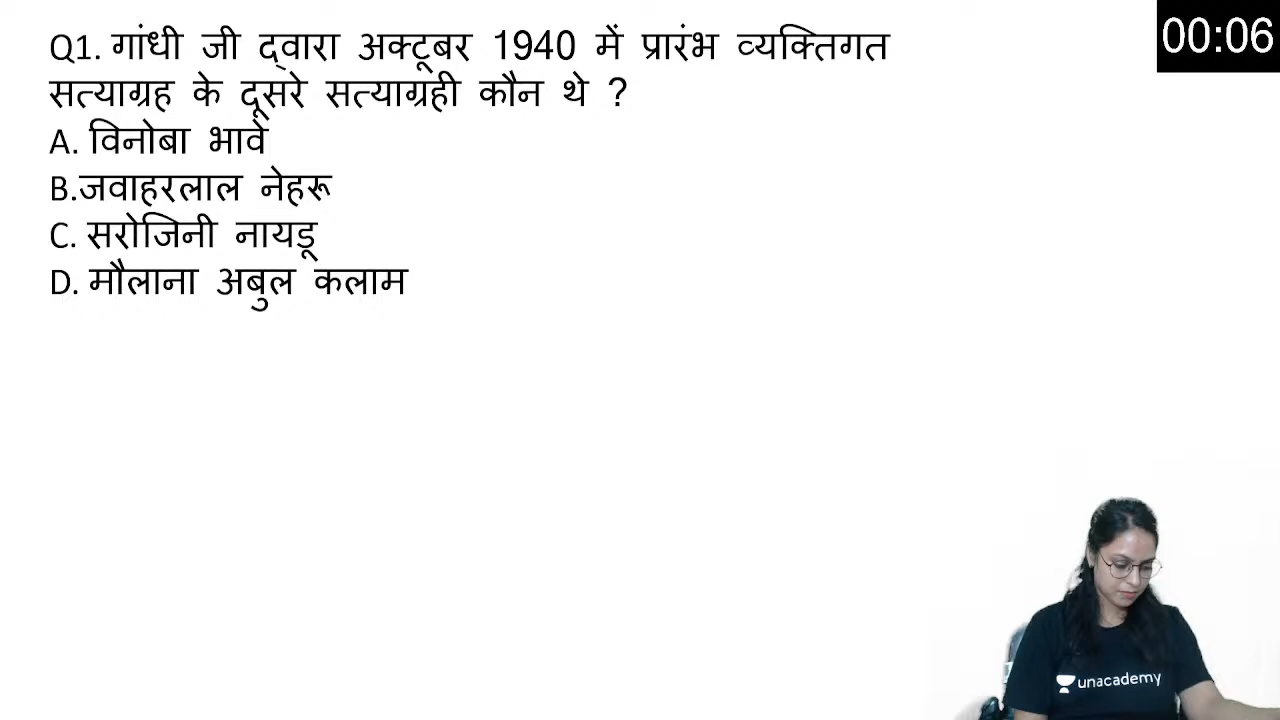 00:06
Q1. गांधी जी द्वारा अक्टूबर 1940 में प्रारंभ व्यक्तिगत
सत्याग्रह के दूसरे सत्याग्रही कौन थे ?
A. विनोबा भावे
B.जवाहरलाल नेहरू
C. सरोजिनी नायडू
D. मौलाना अबुल कलाम
unacademy